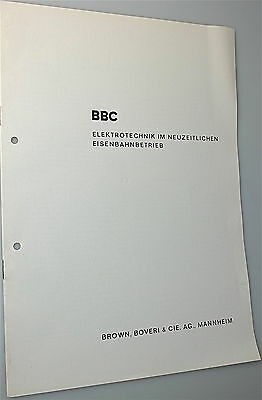 BBC
ELEKTROTECHNIK IM NEUZEITLICHEN
EISENBAHNBETRIEB
BROWN, BOVERI & CIE. AG., MANNHEIM